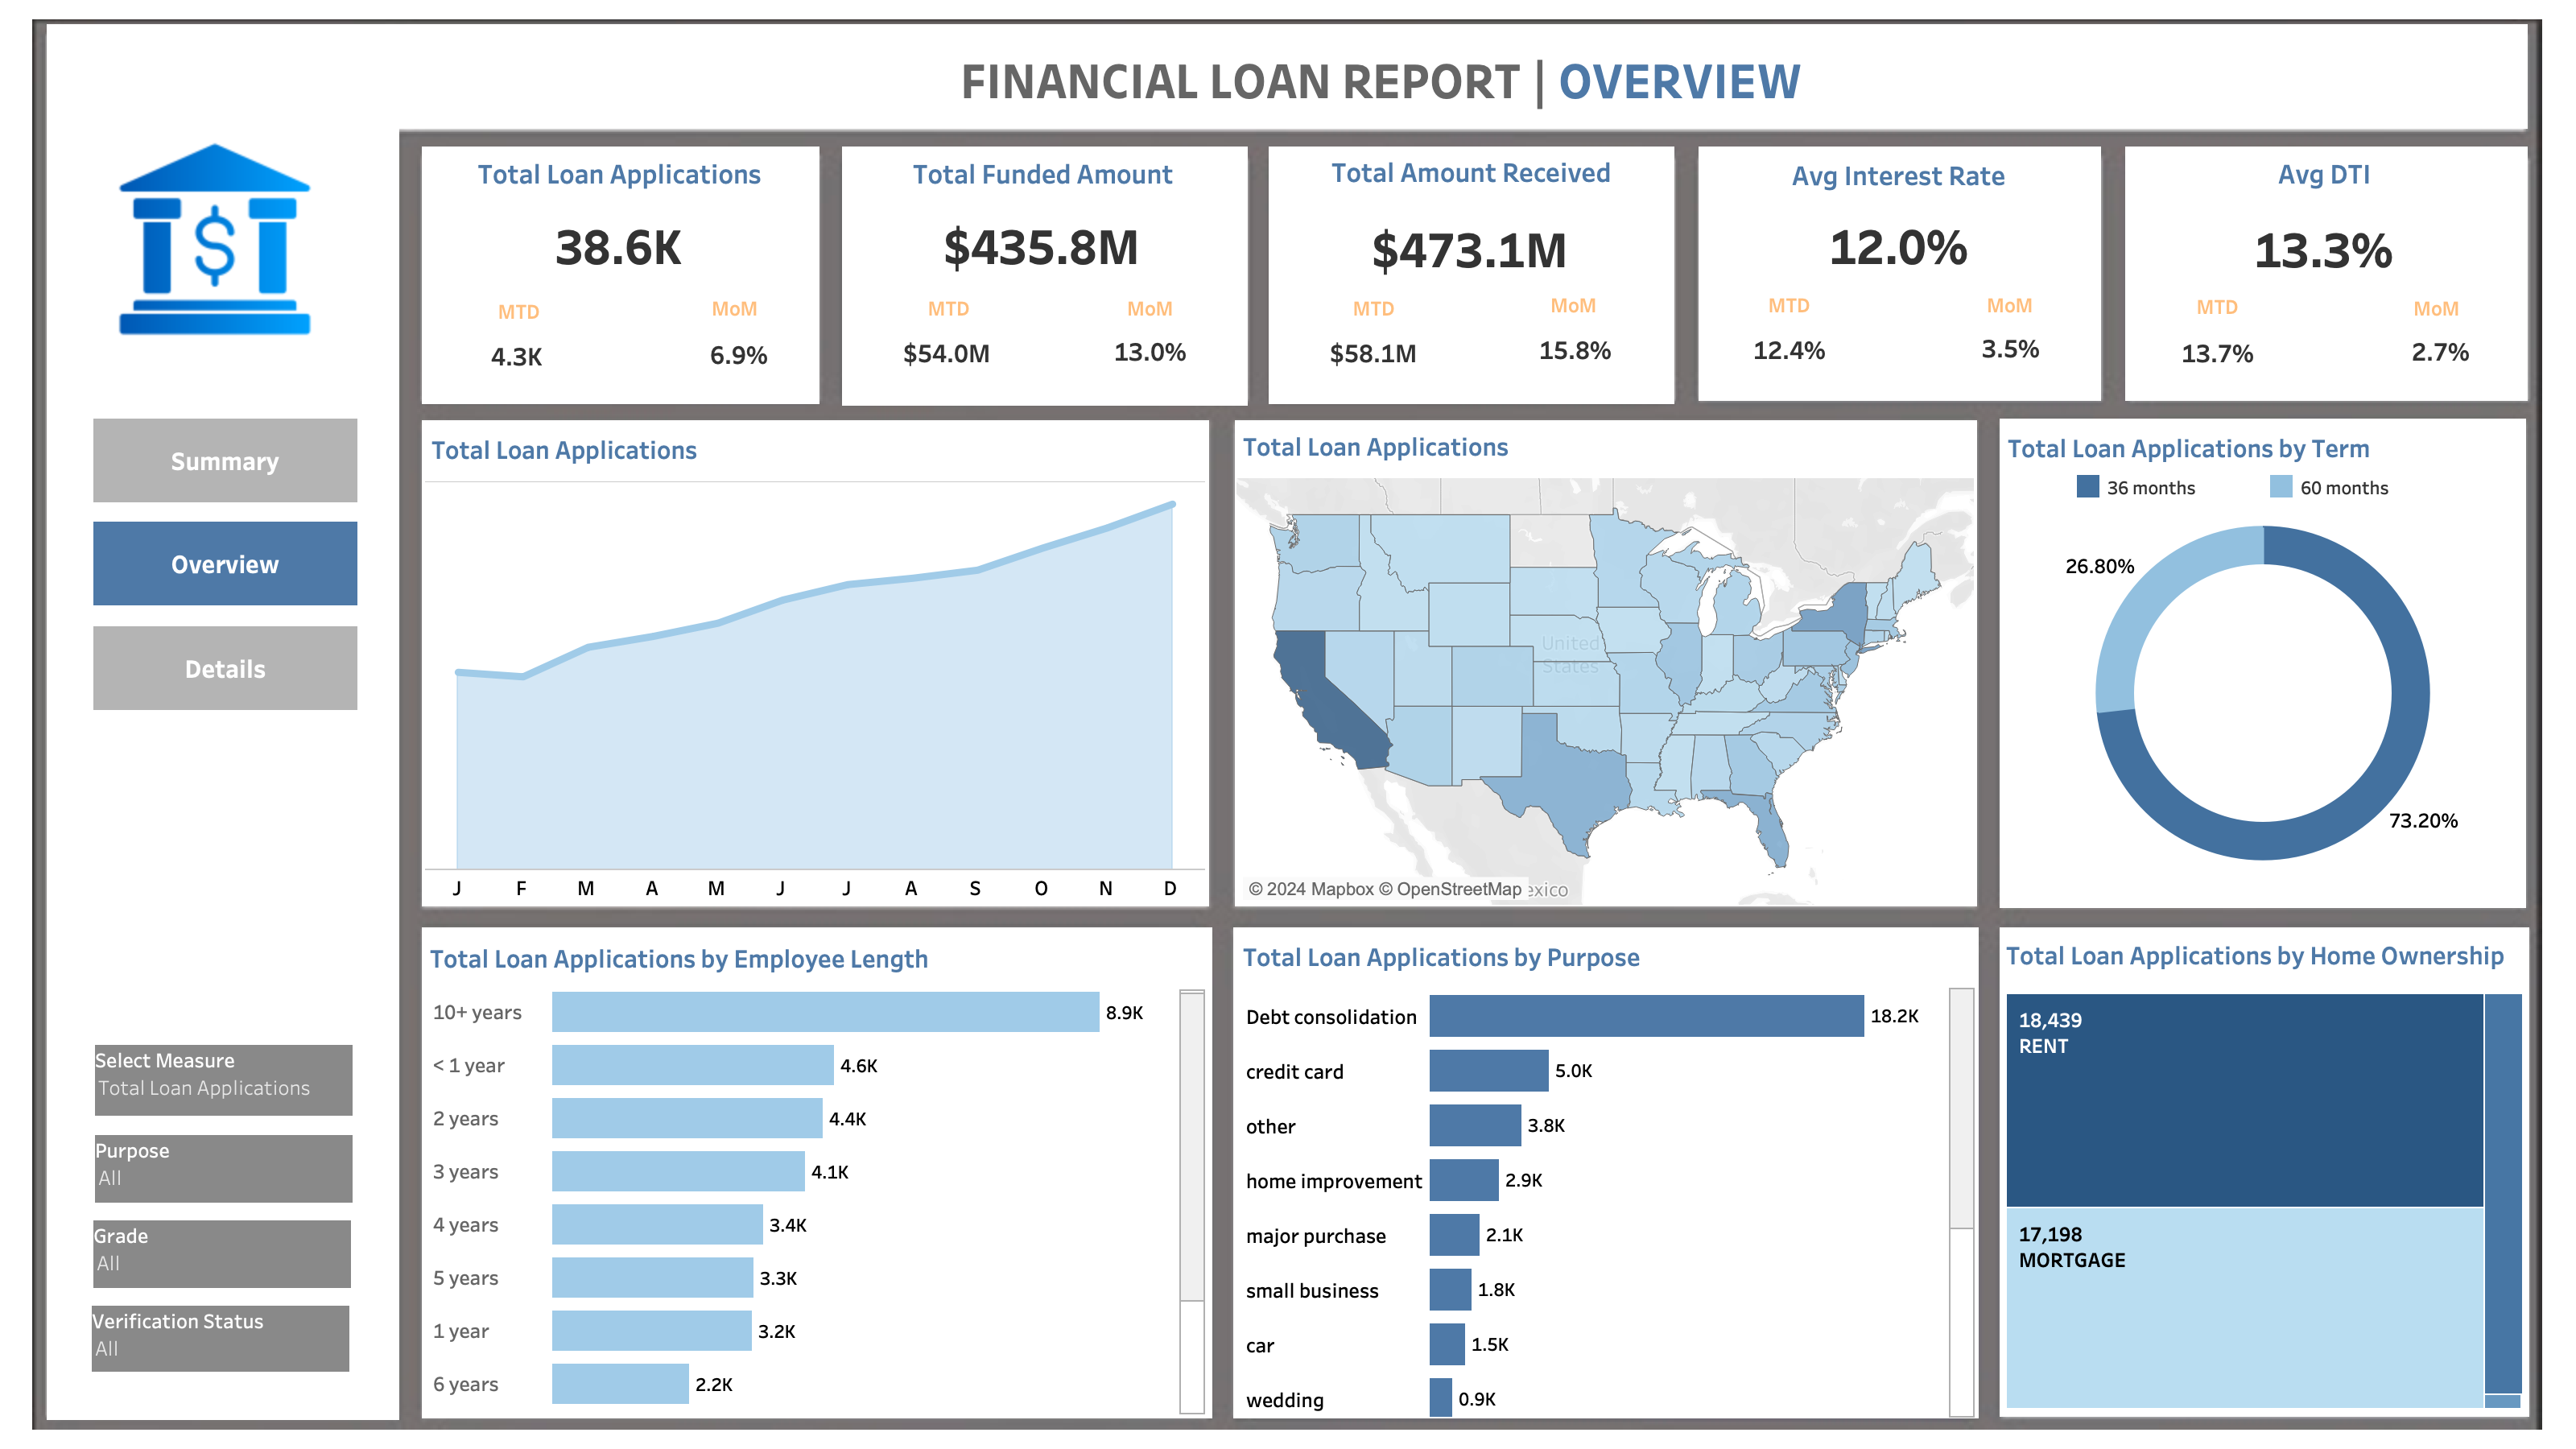 FINANCIAL LOAN REPORT | OVERVIEW
$
Summary
Overview
Details
Select Measure
Total Loan Applications
Purpose
All
Grade
All
Verification Status
All
Total Loan Applications
38.6K
MTD MoM
4.3K 6.9%
Total Funded Amount
$435.8M
MTD MoM
$54.0M 13.0%
Total Amount Received
$473.1M
MTD MoM
$58.1M 15.8%
Avg Interest Rate
12.0%
MTD MoM
12.4% 3.5%
Avg DTI
13.3%
MTD MoM
13.7% 2.7%
Total Loan Applications
J F M A M J J A S O N D
Total Loan Applications
United
States
© 2024 Mapbox © OpenStreetMap exico
Total Loan Applications by Term
36 months 60 months
26.80%
73.20%
Total Loan Applications by Employee Length
10+ years 8.9K
< 1 year 4.6K
2 years 4.4K
3 years 4.1K
4 years 3.4K
5 years 3.3K
1 year 3.2K
6 years 2.2K
Total Loan Applications by Purpose
Debt consolidation 18.2K
credit card 5.0K
other 3.8K
home improvement 2.9K
major purchase 2.1K
small business 1.8K
car 1.5K
wedding 0.9K
Total Loan Applications by Home Ownership
18,439
RENT
17,198
MORTGAGE